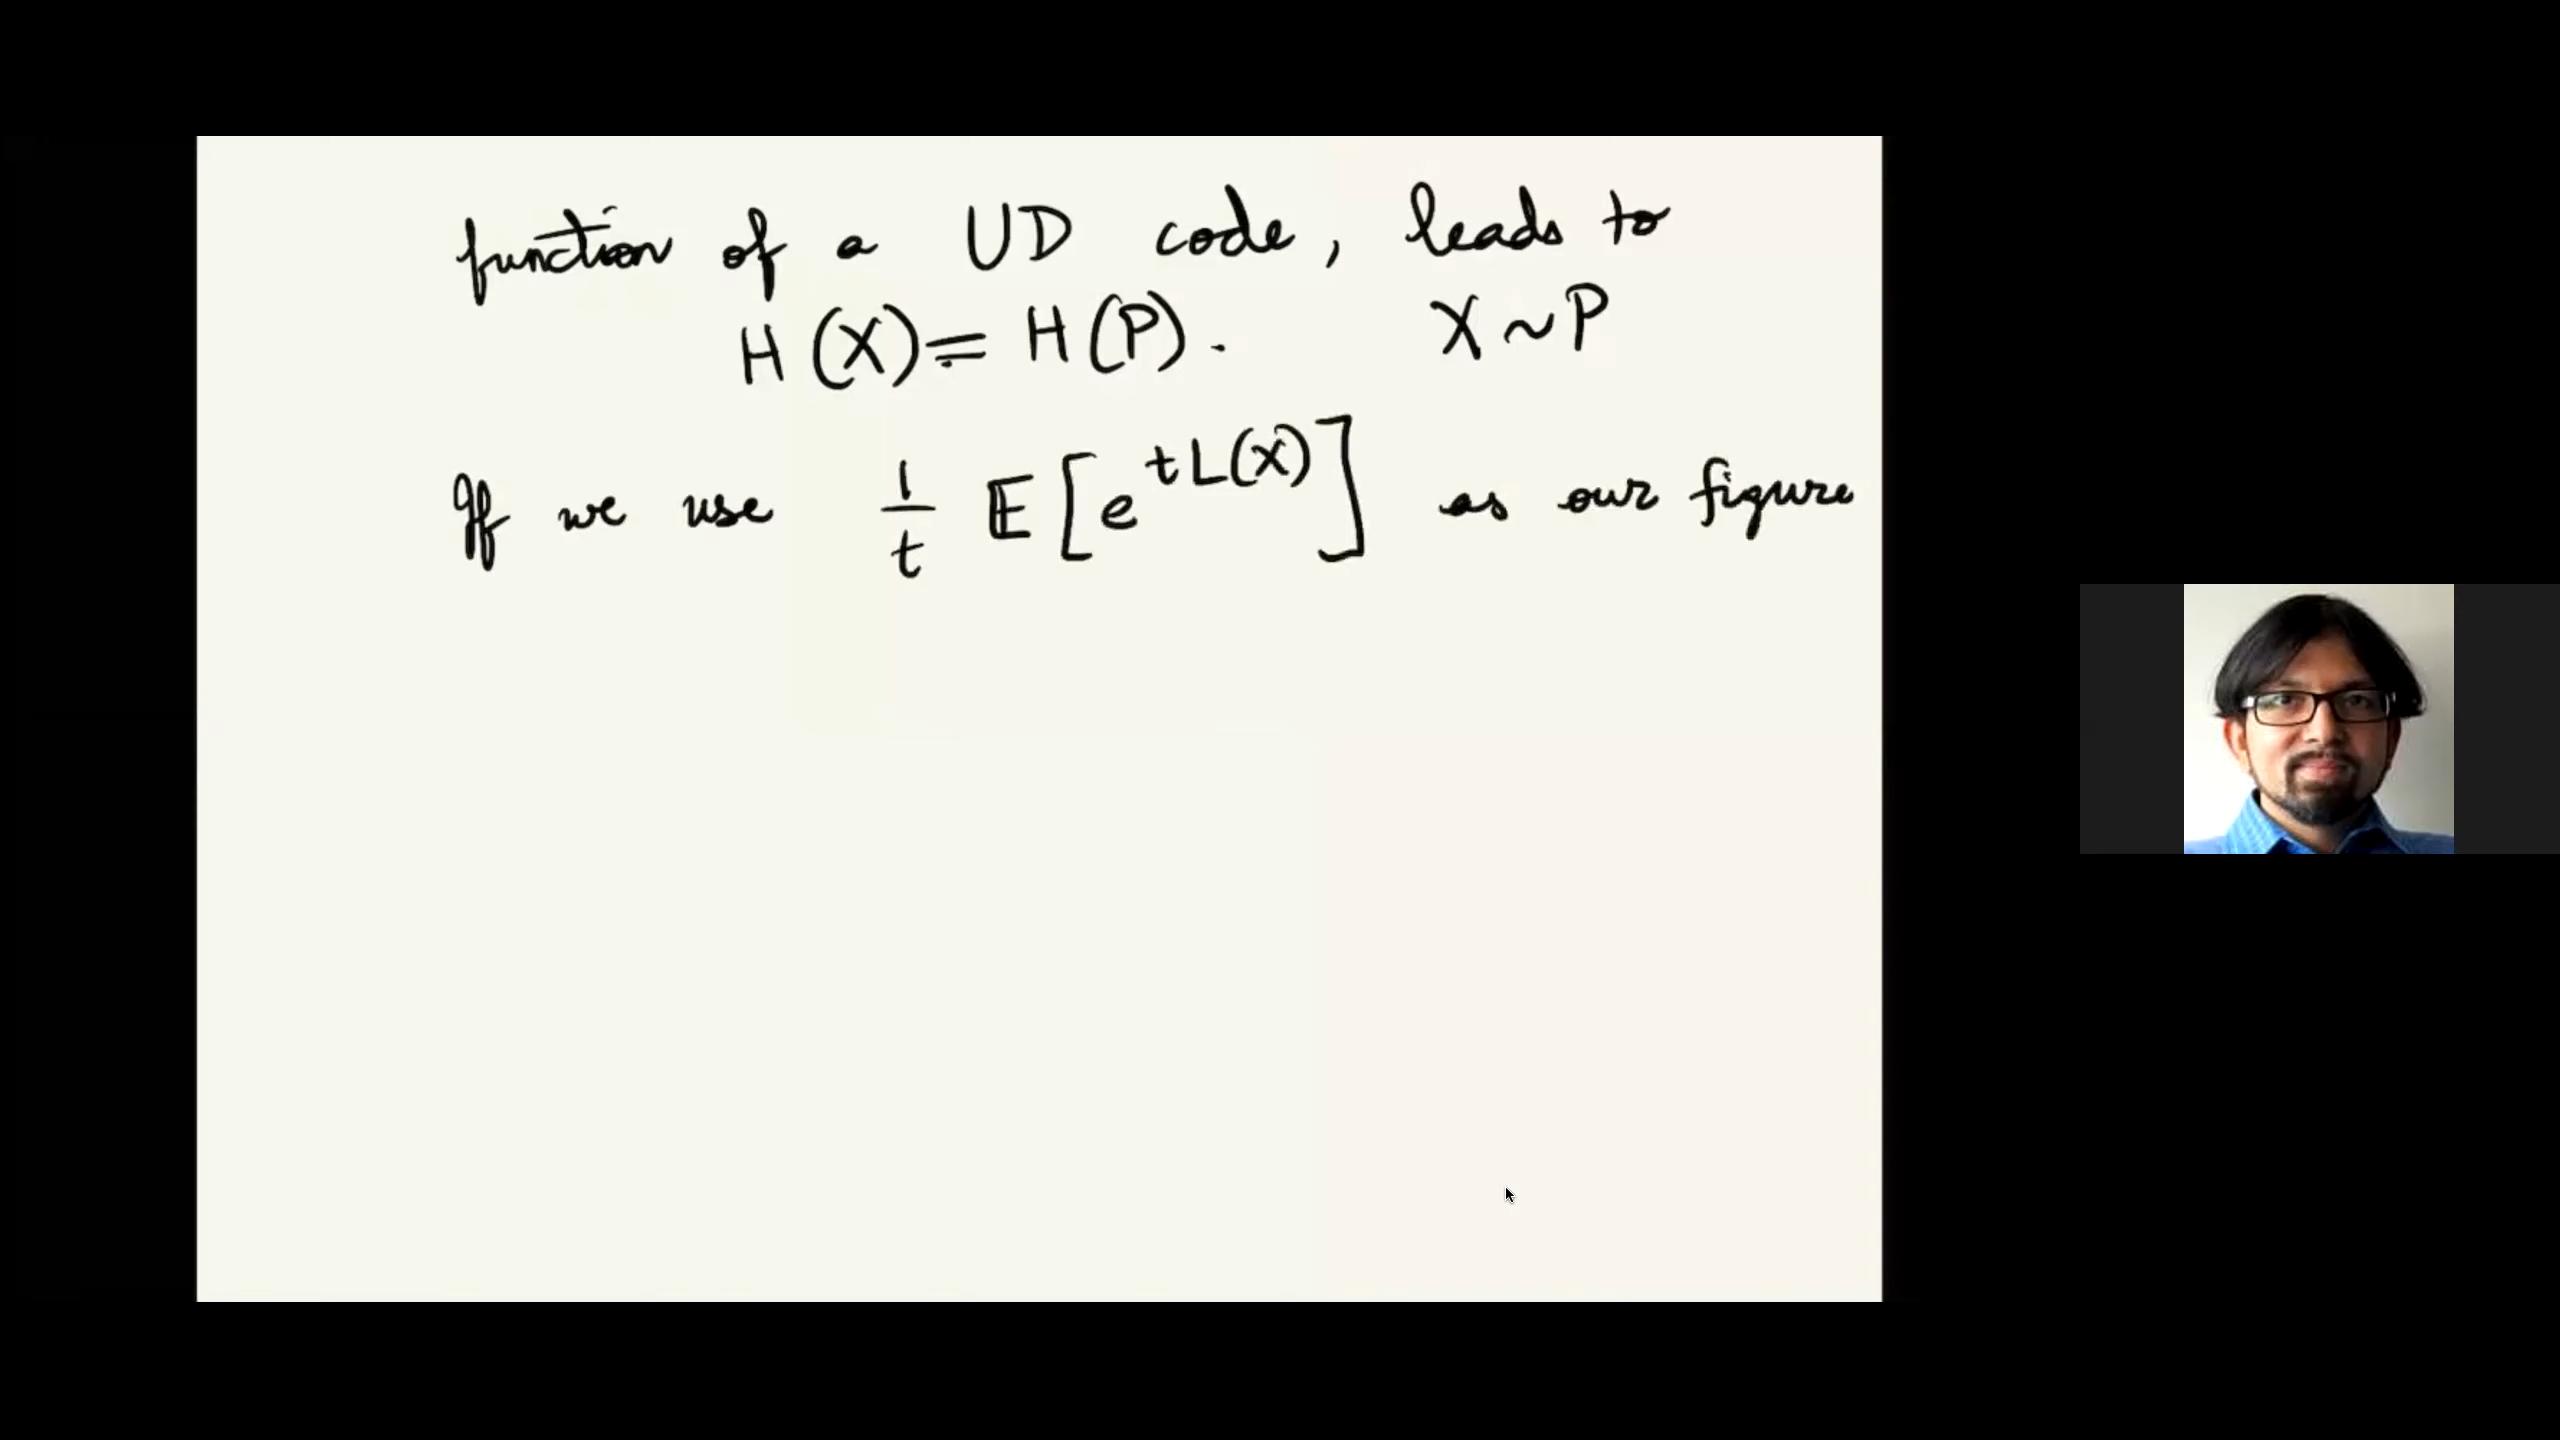 function of a UD code, leads to
H(X) = H(P). X ~ P
If we use 1/t 𝔼[e^{tL(X)}] as our figure